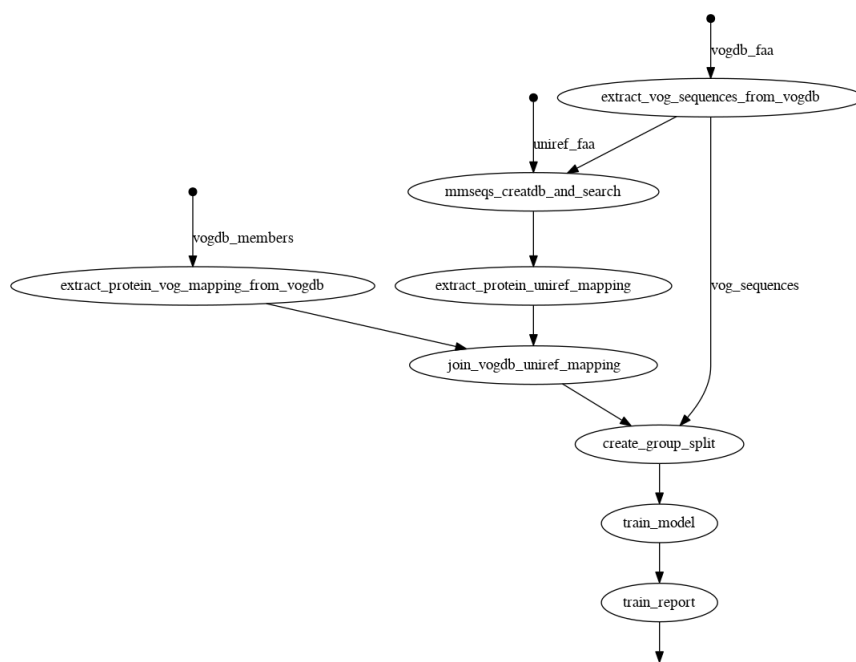 vogdb_faa
extract_vog_sequences_from_vogdb
uniref_faa
mmseqs_creatdb_and_search
vogdb_members
extract_protein_vog_mapping_from_vogdb
extract_protein_uniref_mapping
vog_sequences
join_vogdb_uniref_mapping
create_group_split
train_model
train_report